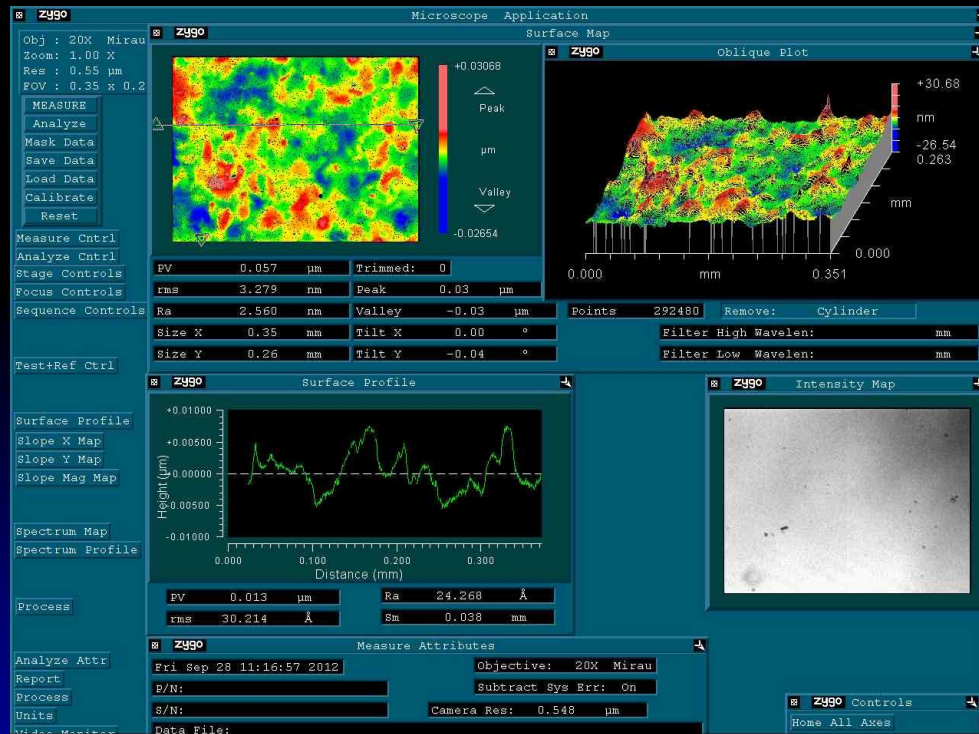 zygo Microscope Application
Obj : 20X Mirau
Zoom: 1.00 X
Res : 0.55 µm
FOV : 0.35 x 0.2
MEASURE
Analyze
Mask Data
Save Data
Load Data
Calibrate
Reset
Measure Cntrl
Analyze Cntrl
Stage Controls
Focus Controls
Sequence Controls
Test+Ref Ctrl
Surface Profile
Slope X Map
Slope Y Map
Slope Mag Map
Spectrum Map
Spectrum Profile
Process
Analyze Attr
Report
Process
Units
Video Monitor
zygo Surface Map
+0.03068
Peak
µm
Valley
-0.02654
zygo Oblique Plot
+30.68
nm
-26.54
0.263
mm
0.000
0.000 mm 0.351
PV 0.057 µm Trimmed: 0
rms 3.279 nm Peak 0.03 µm
Ra 2.560 nm Valley -0.03 µm Points 292480 Remove: Cylinder
Size X 0.35 mm Tilt X 0.00 ° Filter High Wavelen: mm
Size Y 0.26 mm Tilt Y -0.04 ° Filter Low Wavelen: mm
zygo Surface Profile
+0.01000
+0.00500
+0.00000
-0.00500
-0.01000
Height (µm)
0.000 0.100 0.200 0.300
Distance (mm)
PV 0.013 µm Ra 24.268 Å
rms 30.214 Å Sm 0.038 mm
zygo Intensity Map
zygo Measure Attributes
Fri Sep 28 11:16:57 2012 Objective: 20X Mirau
P/N: Subtract Sys Err: On
S/N: Camera Res: 0.548 µm
Data File:
zygo Controls
Home All Axes